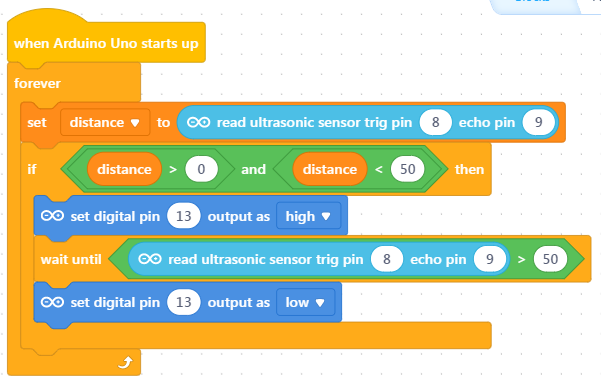 when Arduino Uno starts up
forever
set distance to read ultrasonic sensor trig pin 8 echo pin 9
if distance > 0 and distance < 50 then
set digital pin 13 output as high
wait until read ultrasonic sensor trig pin 8 echo pin 9 > 50
set digital pin 13 output as low